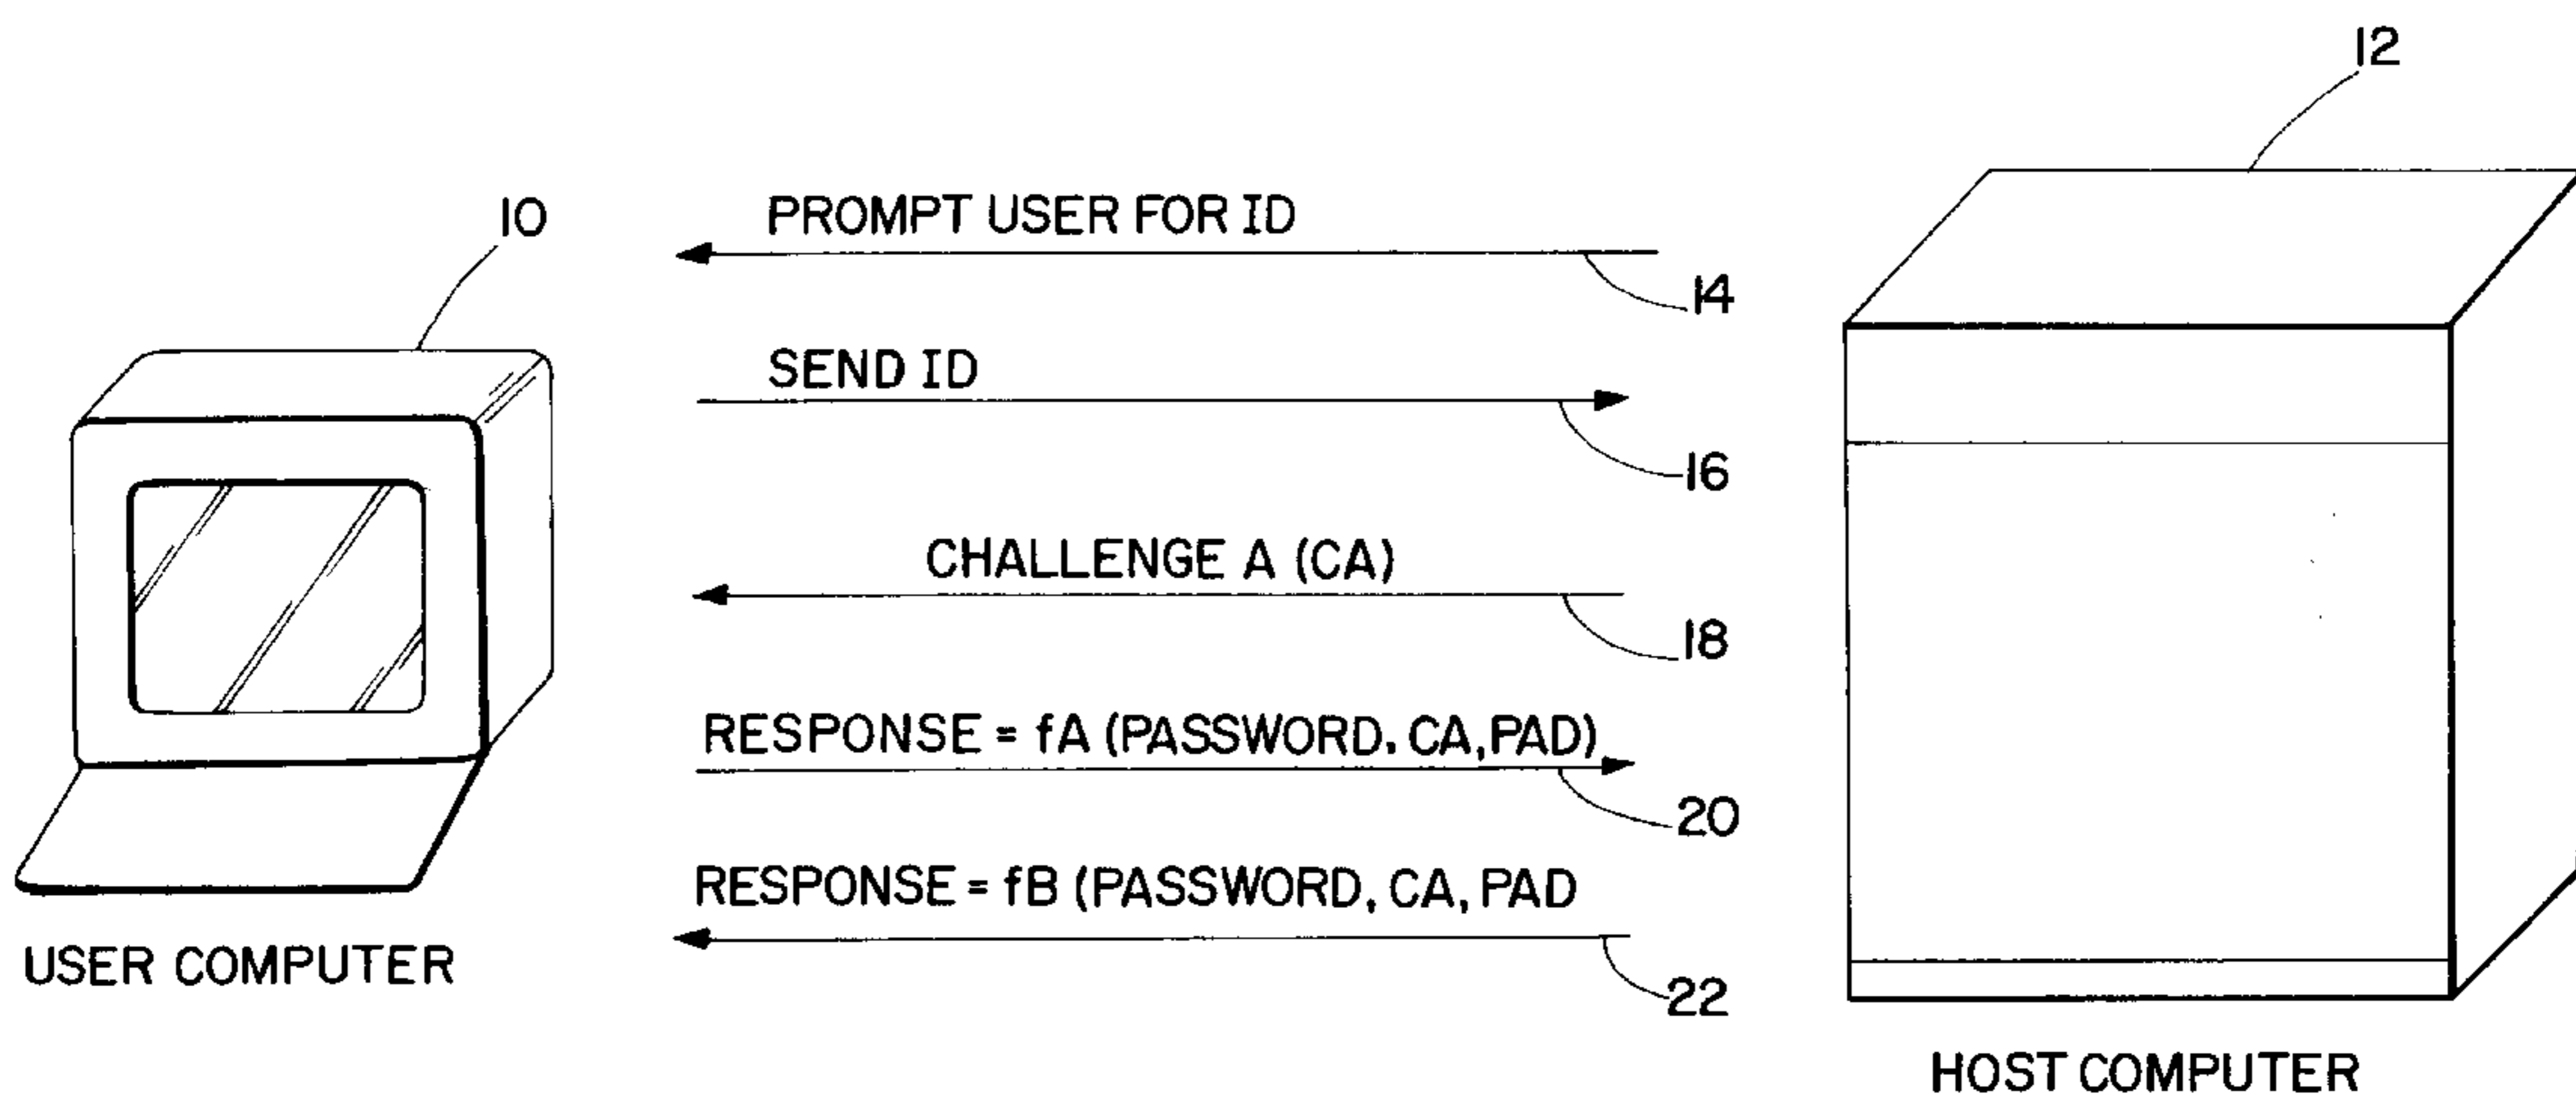 12
10
PROMPT USER FOR ID
14
SEND ID
16
CHALLENGE A (CA)
18
RESPONSE = fA (PASSWORD. CA, PAD)
20
RESPONSE = fB (PASSWORD, CA, PAD
22
USER COMPUTER
HOST COMPUTER